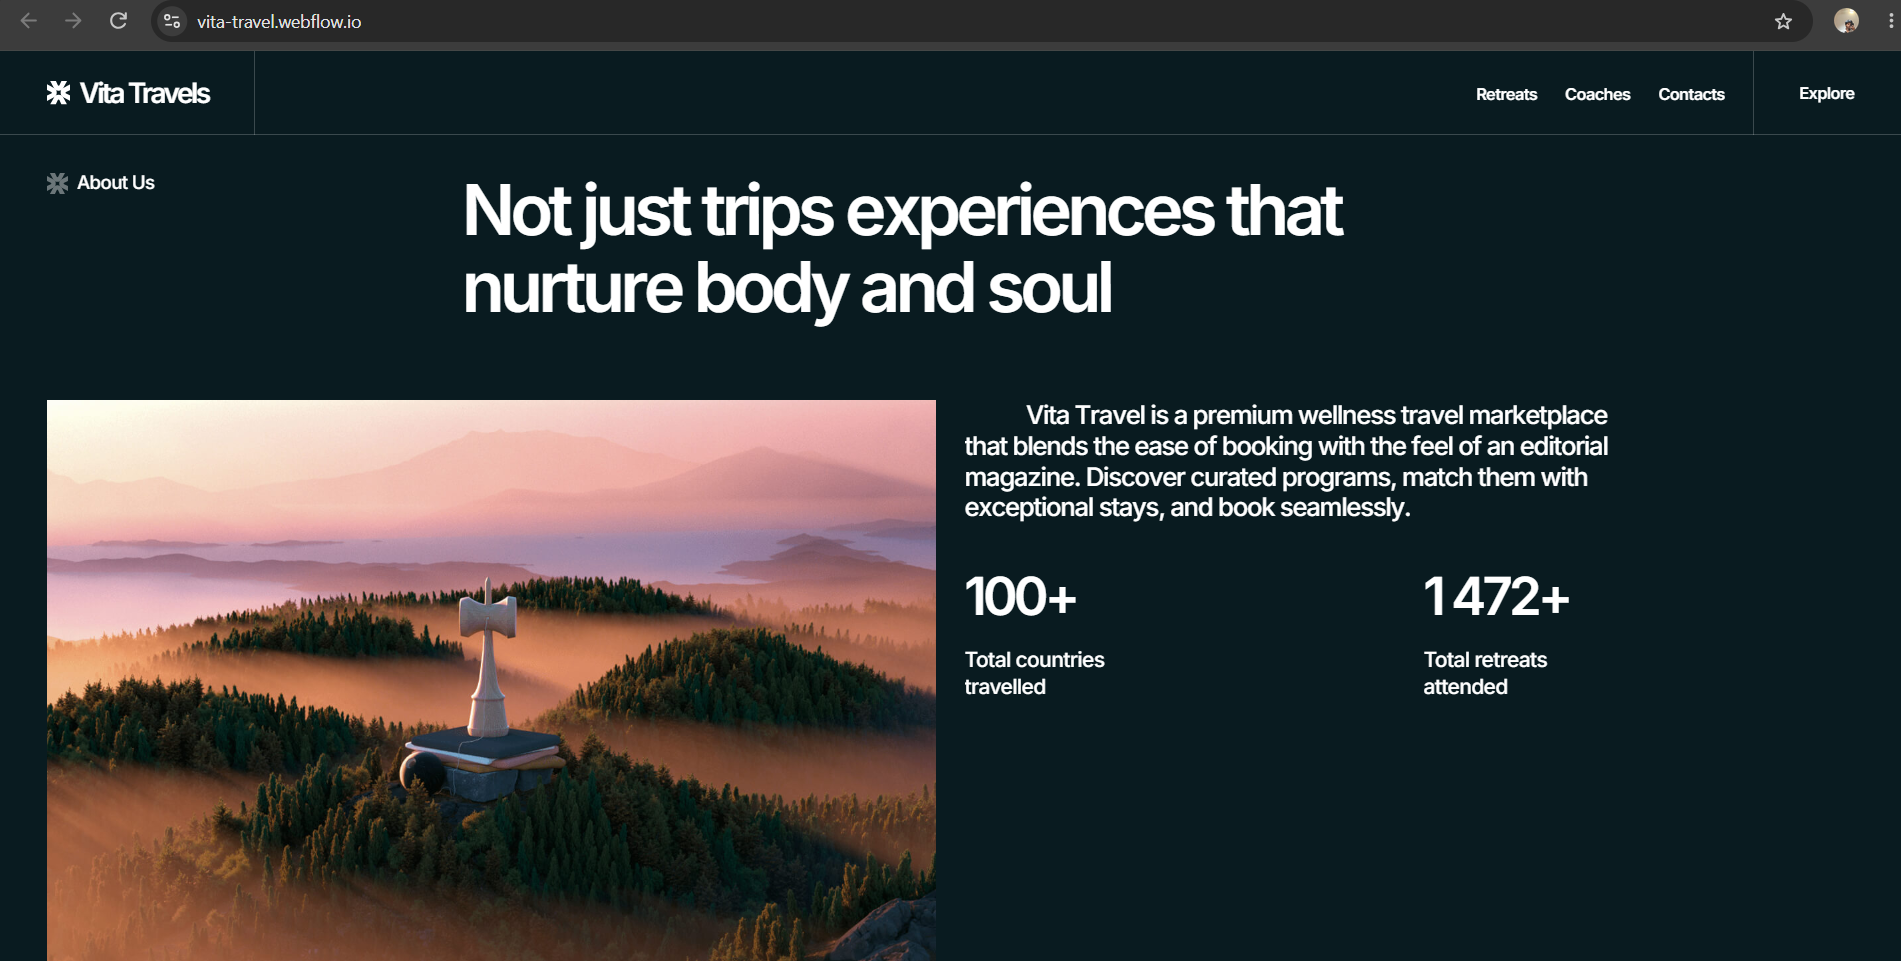 vita-travel.webflow.io
Vita Travels
Retreats
Coaches
Contacts
Explore
About Us
Not just trips experiences that
nurture body and soul
Vita Travel is a premium wellness travel marketplace
that blends the ease of booking with the feel of an editorial
magazine. Discover curated programs, match them with
exceptional stays, and book seamlessly.
100+
Total countries
travelled
1 472+
Total retreats
attended